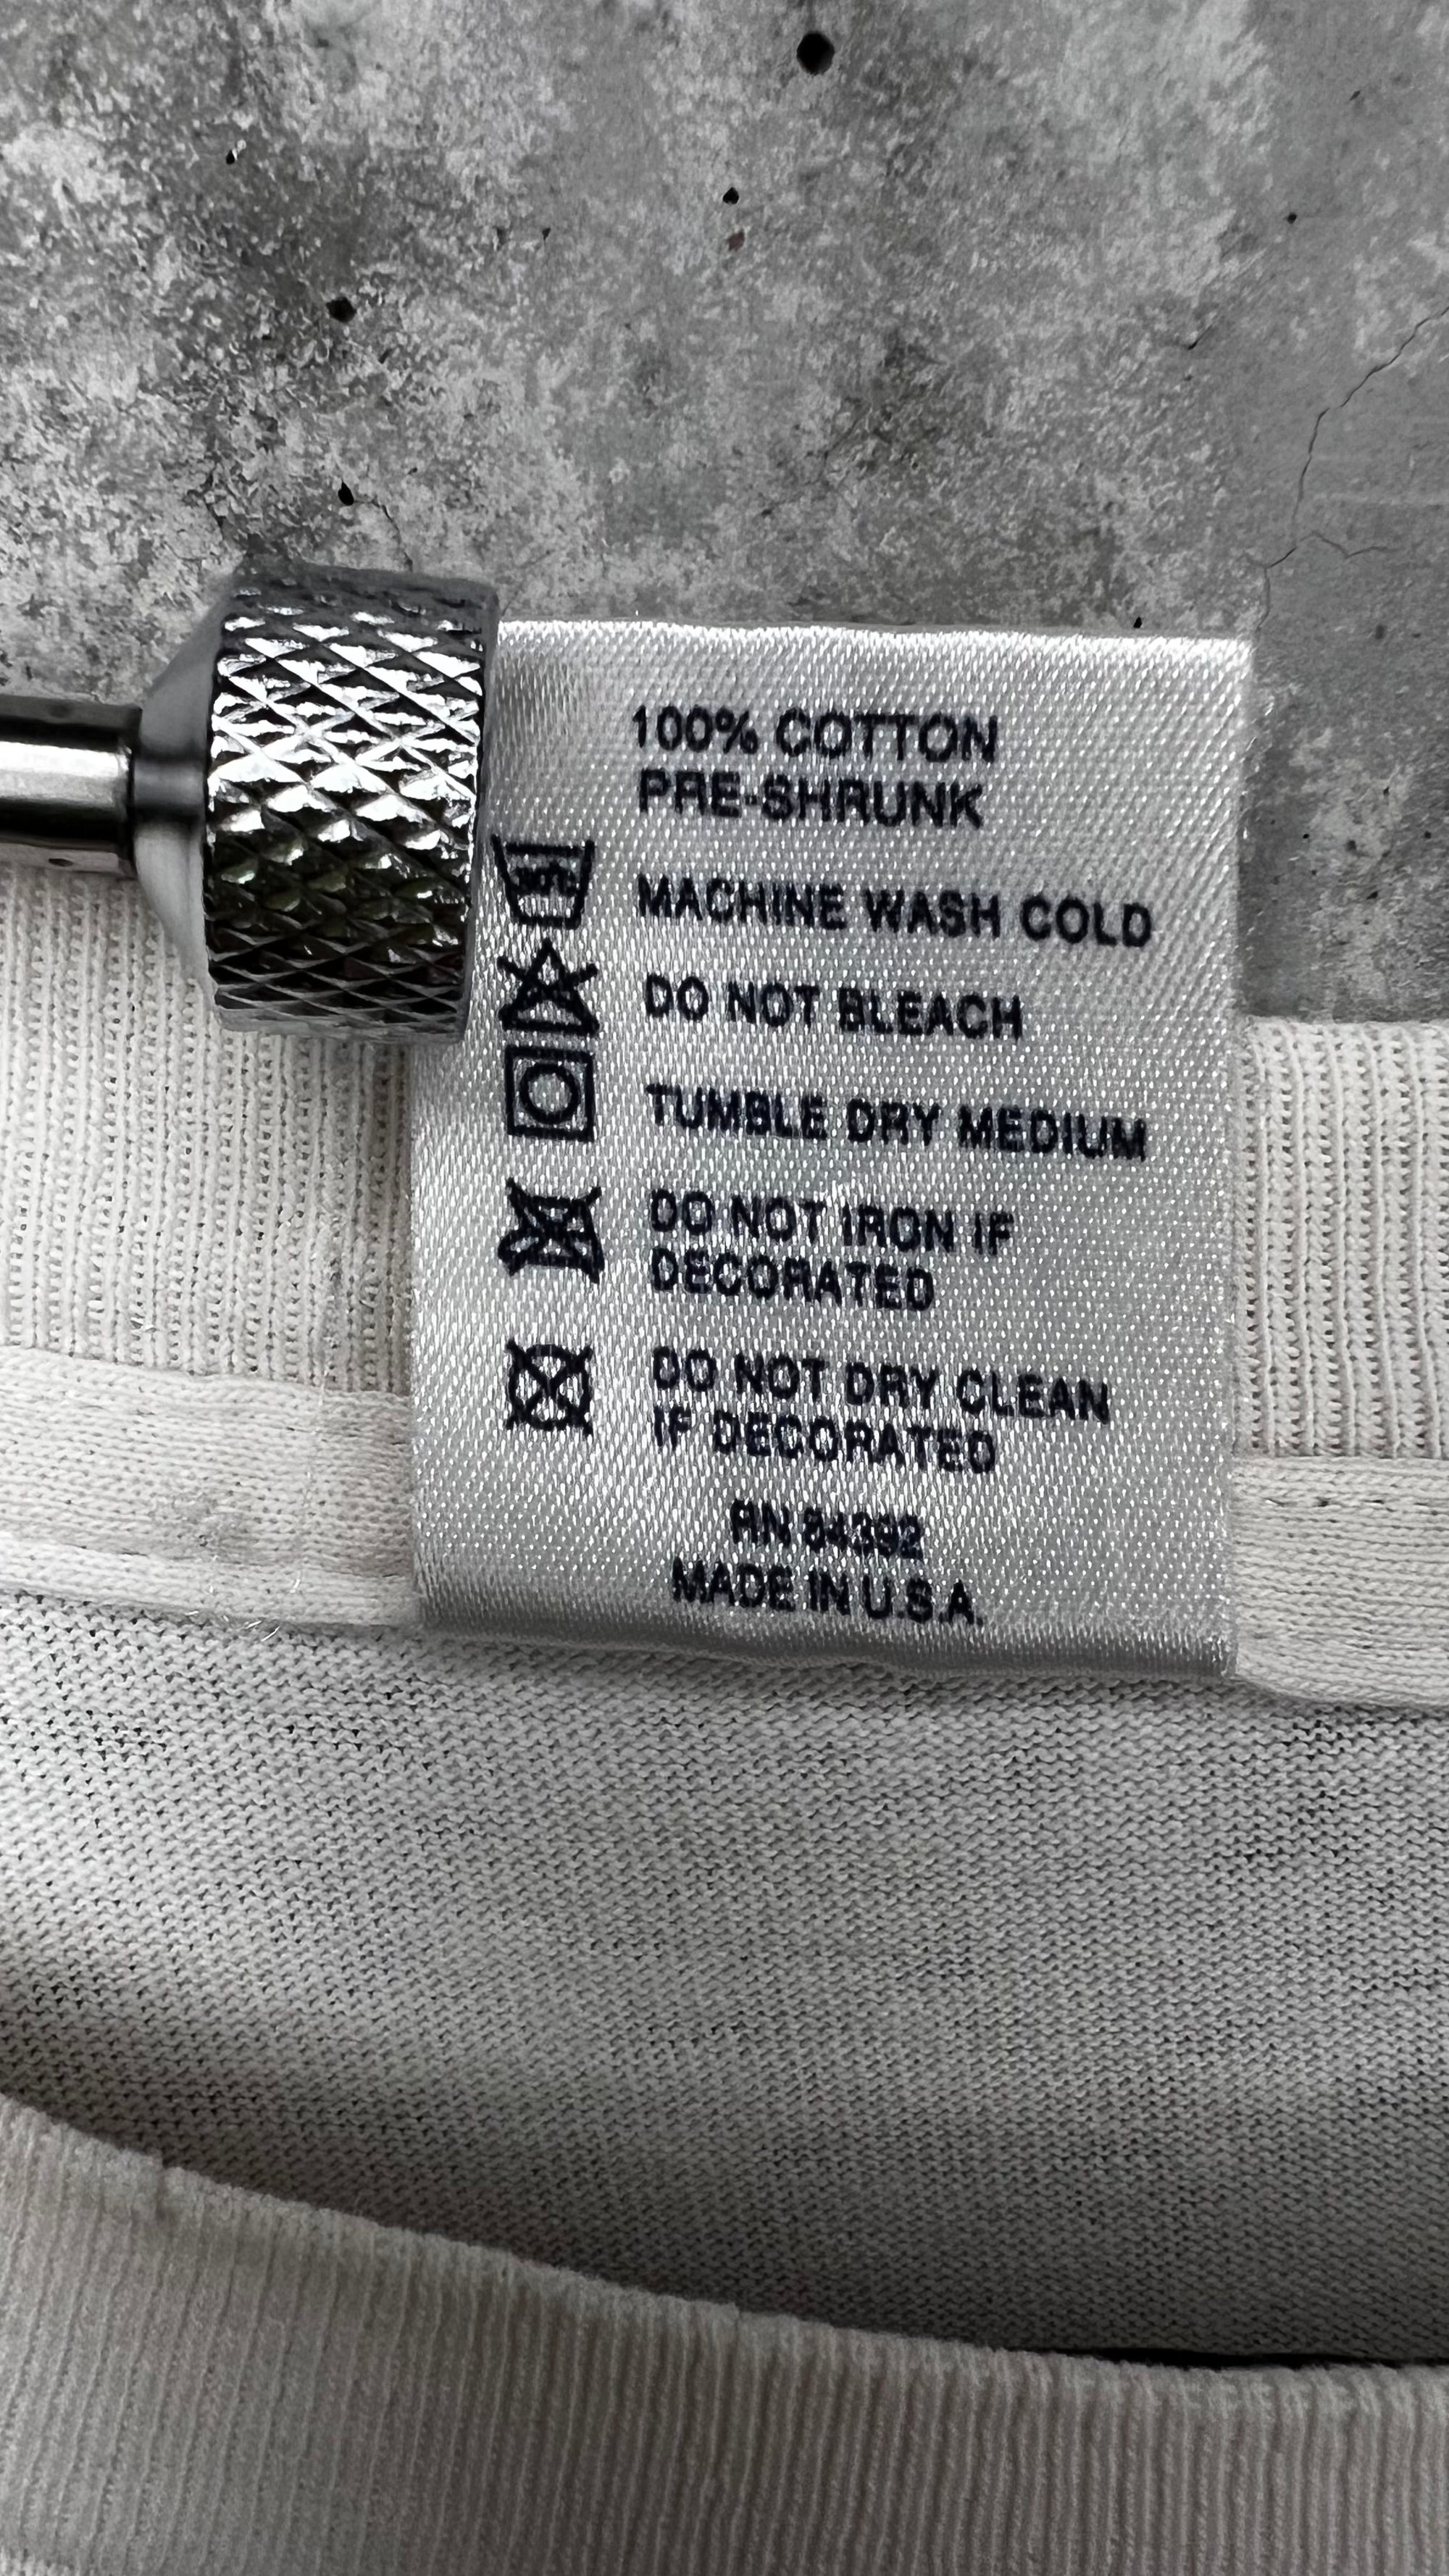 100% COTTON
PRE-SHRUNK
MACHINE WASH COLD
DO NOT BLEACH
TUMBLE DRY MEDIUM
DO NOT IRON IF
DECORATED
DO NOT DRY CLEAN
IF DECORATED
RN 84392
MADE IN U.S.A.